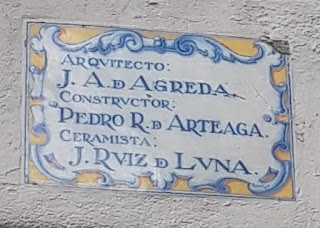 ARQVITECTO:
J. A. D AGREDA.
CONSTRVCTOR:
PEDRO R. D ARTEAGA.
CERAMISTA:
J. RVIZ D LVNA.